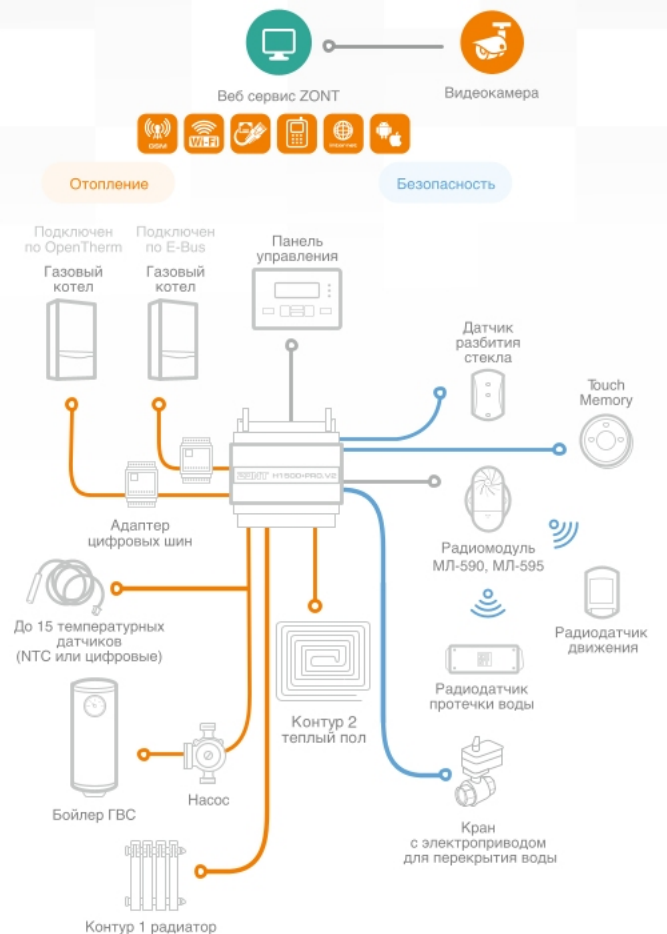 Веб сервис ZONT
Видеокамера
GSM
Wi-Fi
Отопление
Безопасность
Подключен
по OpenTherm
Газовый
котел
Подключен
по E-Bus
Газовый
котел
Панель
управления
Датчик
разбития
стекла
Touch
Memory
ZONT H1500+PRO.V2
Адаптер
цифровых шин
Радиомодуль
МЛ-590, МЛ-595
До 15 температурных
датчиков
(NTC или цифровые)
Радиодатчик
движения
Радиодатчик
протечки воды
Контур 2
теплый пол
Насос
Бойлер ГВС
Кран
с электроприводом
для перекрытия воды
Контур 1 радиатор